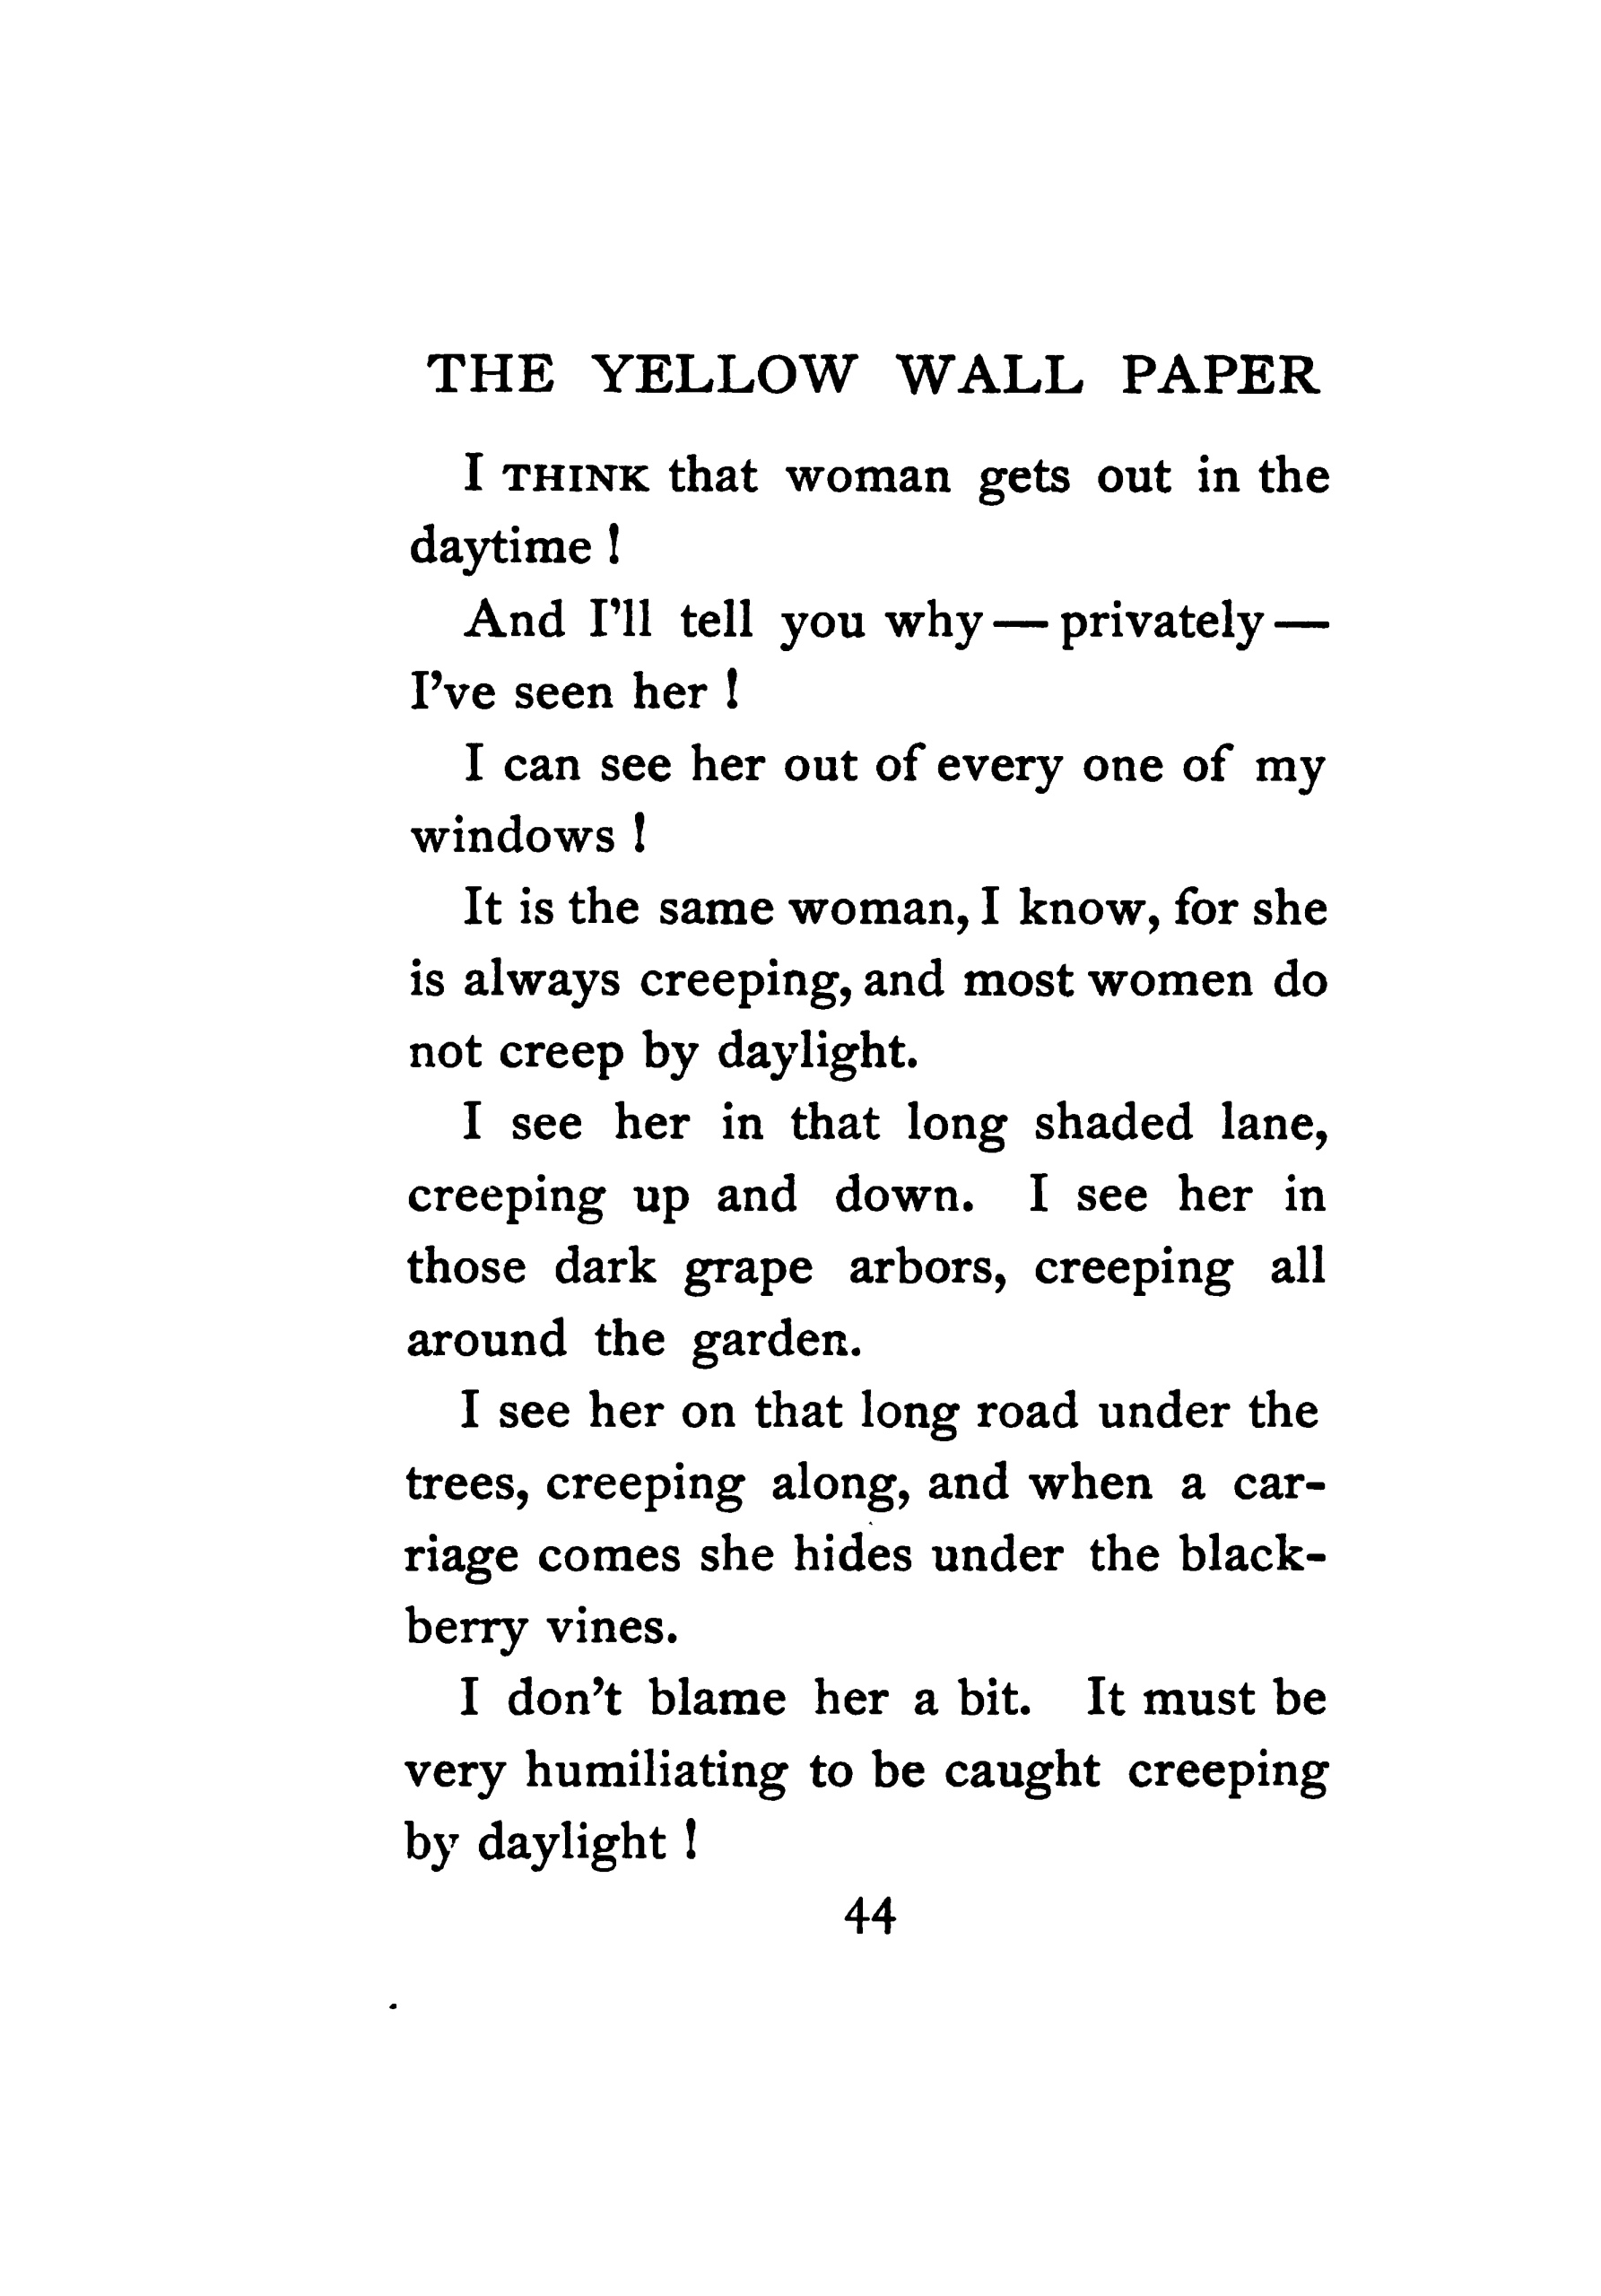 THE YELLOW WALL PAPER
I THINK that woman gets out in the
daytime !
And I'll tell you why — privately —
I've seen her !
I can see her out of every one of my
windows !
It is the same woman, I know, for she
is always creeping, and most women do
not creep by daylight.
I see her in that long shaded lane,
creeping up and down. I see her in
those dark grape arbors, creeping all
around the garden.
I see her on that long road under the
trees, creeping along, and when a car-
riage comes she hides under the black-
berry vines.
I don't blame her a bit. It must be
very humiliating to be caught creeping
by daylight !
44